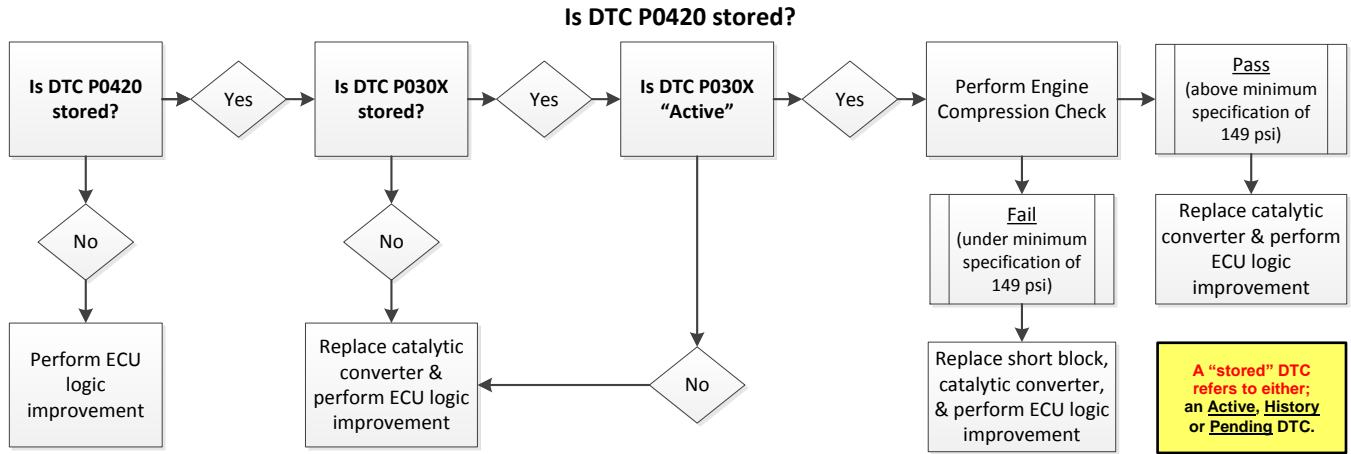 Is DTC P0420 stored?
Is DTC P0420
stored?
Yes
Is DTC P030X
stored?
Yes
Is DTC P030X
“Active”
Yes
Perform Engine
Compression Check
Pass
(above minimum
specification of
149 psi)
No
No
Fail
(under minimum
specification of
149 psi)
Replace catalytic
converter & perform
ECU logic
improvement
Perform ECU
logic
improvement
Replace catalytic
converter &
perform ECU logic
improvement
No
Replace short block,
catalytic converter,
& perform ECU logic
improvement
A “stored” DTC
refers to either;
an Active, History
or Pending DTC.